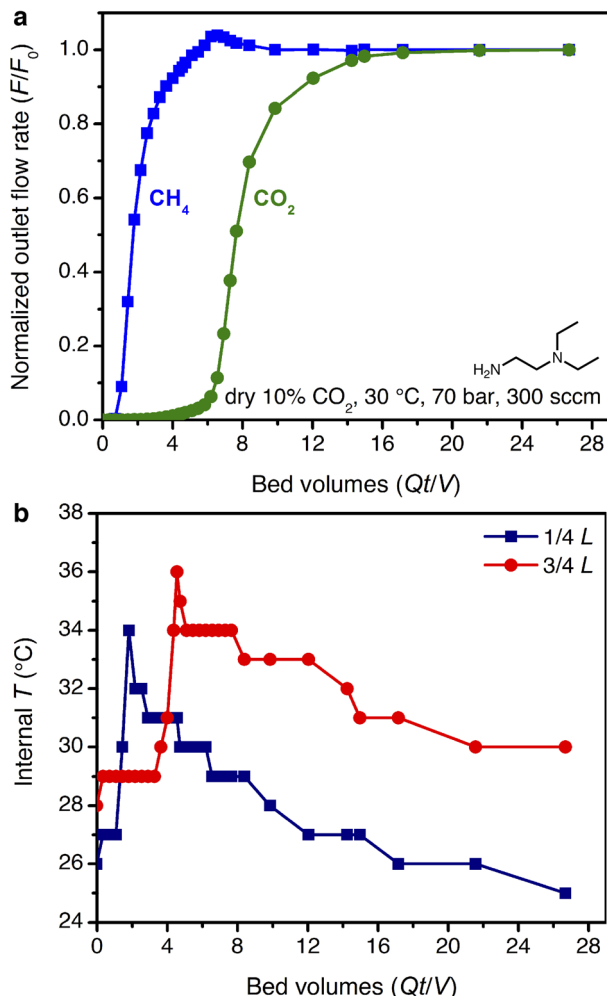 a
Normalized outlet flow rate (F/F₀)
1.0
0.8
0.6
0.4
0.2
0.0
CH₄
CO₂
H₂N
N
dry 10% CO₂, 30 °C, 70 bar, 300 sccm
0 4 8 12 16 20 24 28
Bed volumes (Qt/V)
b
Internal T (°C)
38
36
34
32
30
28
26
24
1/4 L
3/4 L
0 4 8 12 16 20 24 28
Bed volumes (Qt/V)